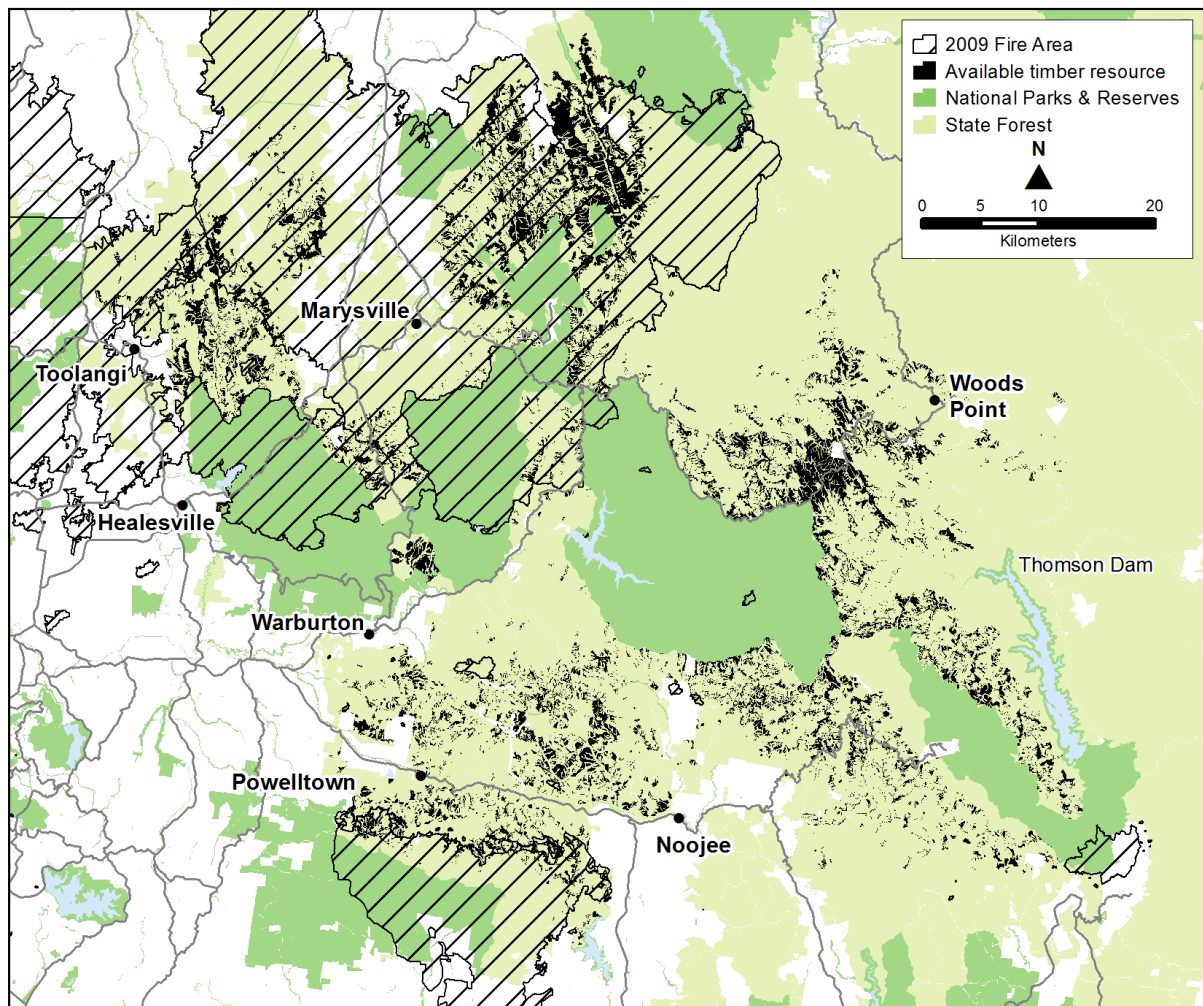 2009 Fire Area
Available timber resource
National Parks & Reserves
State Forest
N
0 5 10 20
Kilometers
Marysville
Toolangi
Woods
Point
Healesville
Thomson Dam
Warburton
Powelltown
Noojee